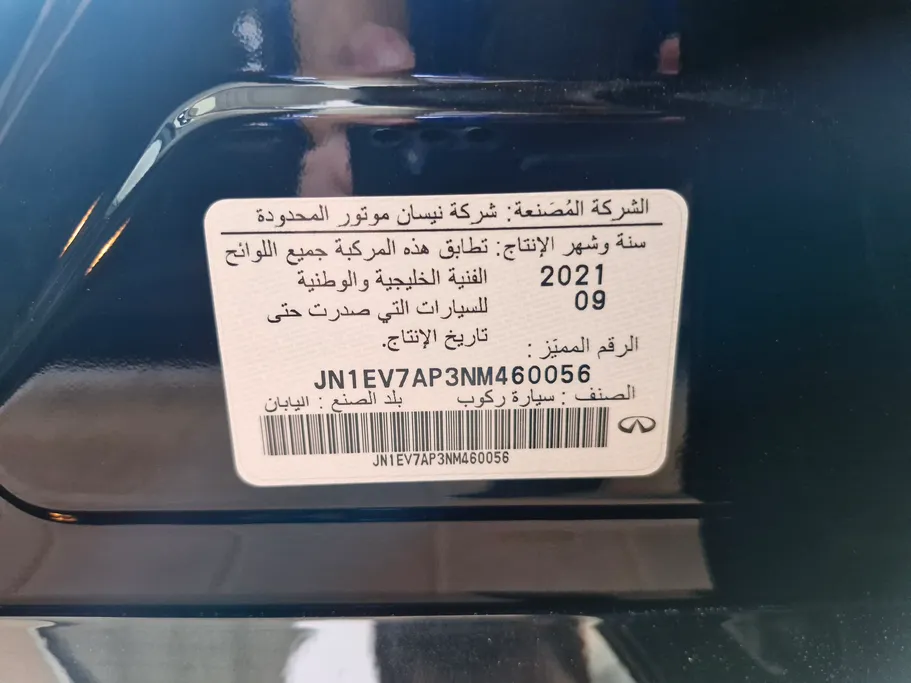 الشركة المُصَنعة: شركة نيسان موتور المحدودة
سنة وشهر الإنتاج: تطابق هذه المركبة جميع اللوائح
2021 الفنية الخليجية والوطنية
09 للسيارات التي صدرت حتى
تاريخ الإنتاج.
الرقم المميّز :
JN1EV7AP3NM460056
الصنف : سيارة ركوب بلد الصنع : اليابان
JN1EV7AP3NM460056